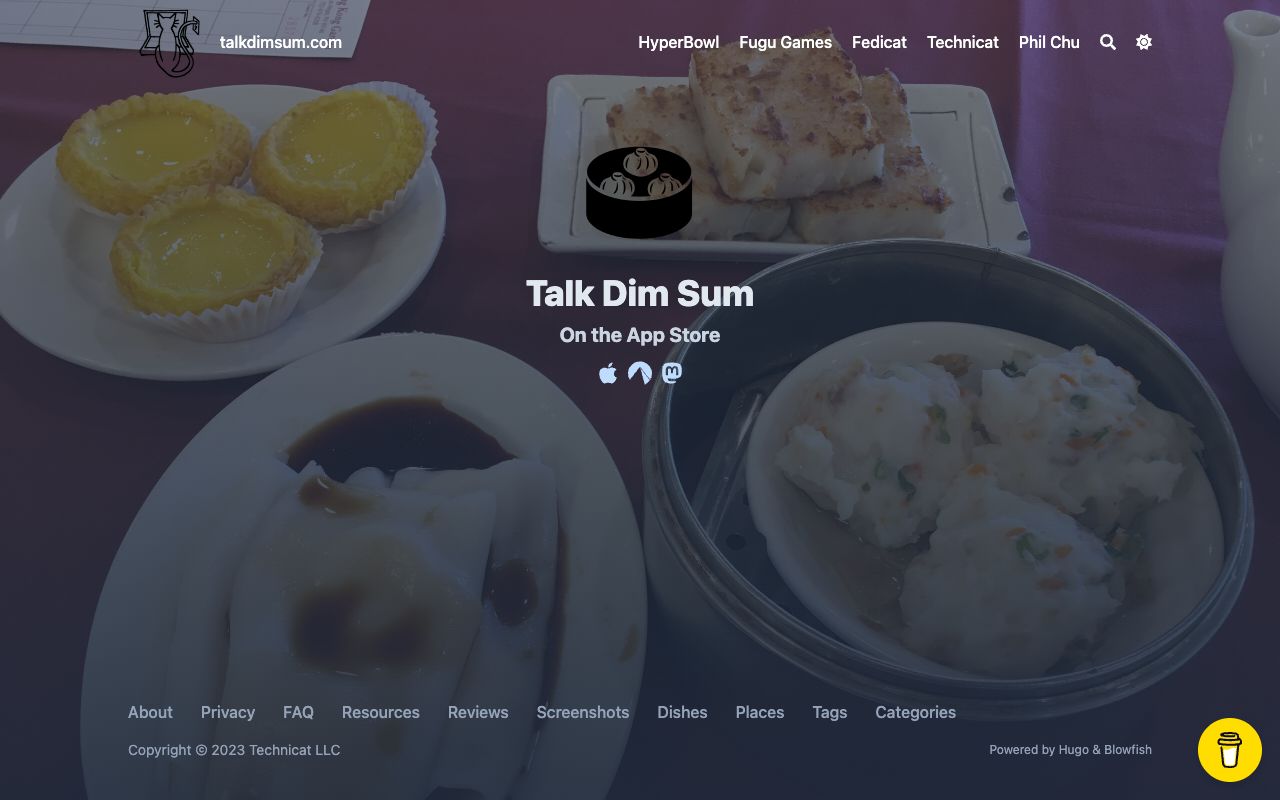 talkdimsum.com
HyperBowl Fugu Games Fedicat Technicat Phil Chu
Talk Dim Sum
On the App Store
About Privacy FAQ Resources Reviews Screenshots Dishes Places Tags Categories
Copyright © 2023 Technicat LLC
Powered by Hugo & Blowfish